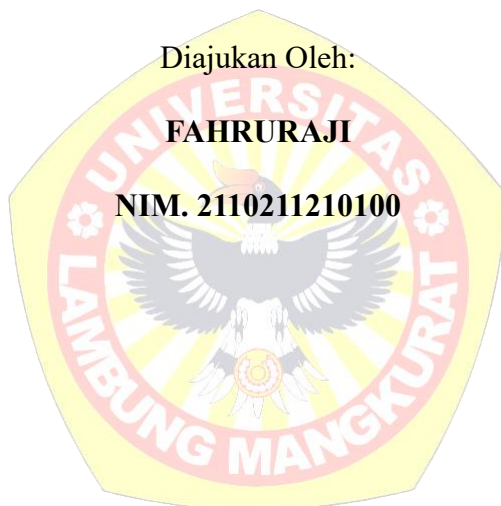 Diajukan Oleh:
FAHRURAJI
NIM. 2110211210100
UNIVERSITAS
LAMBUNG MANGKURAT